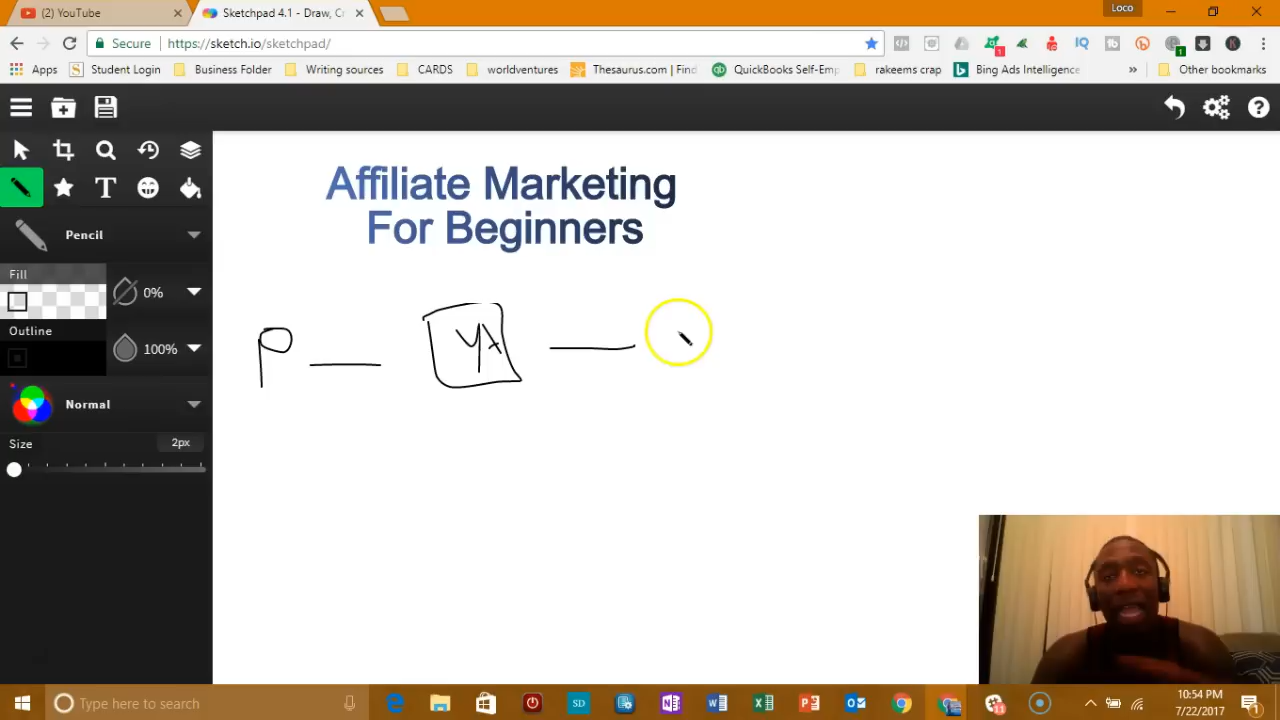 (2) YouTube
Sketchpad 4.1 - Draw, Cr
Loco
Secure
https://sketch.io/sketchpad/
Apps
Student Login
Business Folder
Writing sources
CARDS
worldventures
Thesaurus.com | Find
QuickBooks Self-Emp
rakeems crap
Bing Ads Intelligence
»
Other bookmarks
Affiliate Marketing
For Beginners
Pencil
Fill
0%
Outline
100%
Normal
Size
2px
P
YA
Type here to search
10:54 PM
7/22/2017